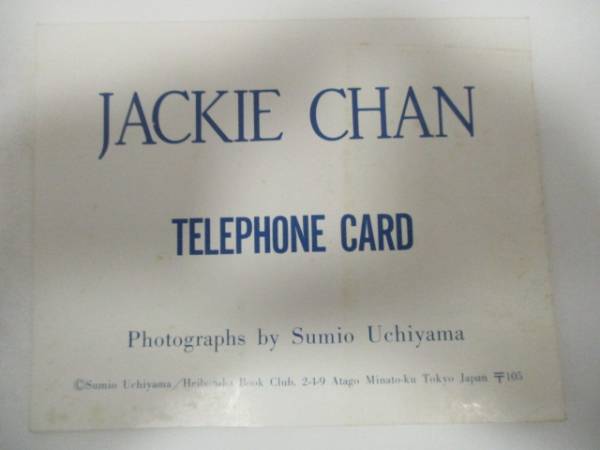 JACKIE CHAN
TELEPHONE CARD
Photographs by Sumio Uchiyama
©Sumio Uchiyama/ Book Club, 2-4-9 Atago Minato-ku Tokyo Japan 〒105